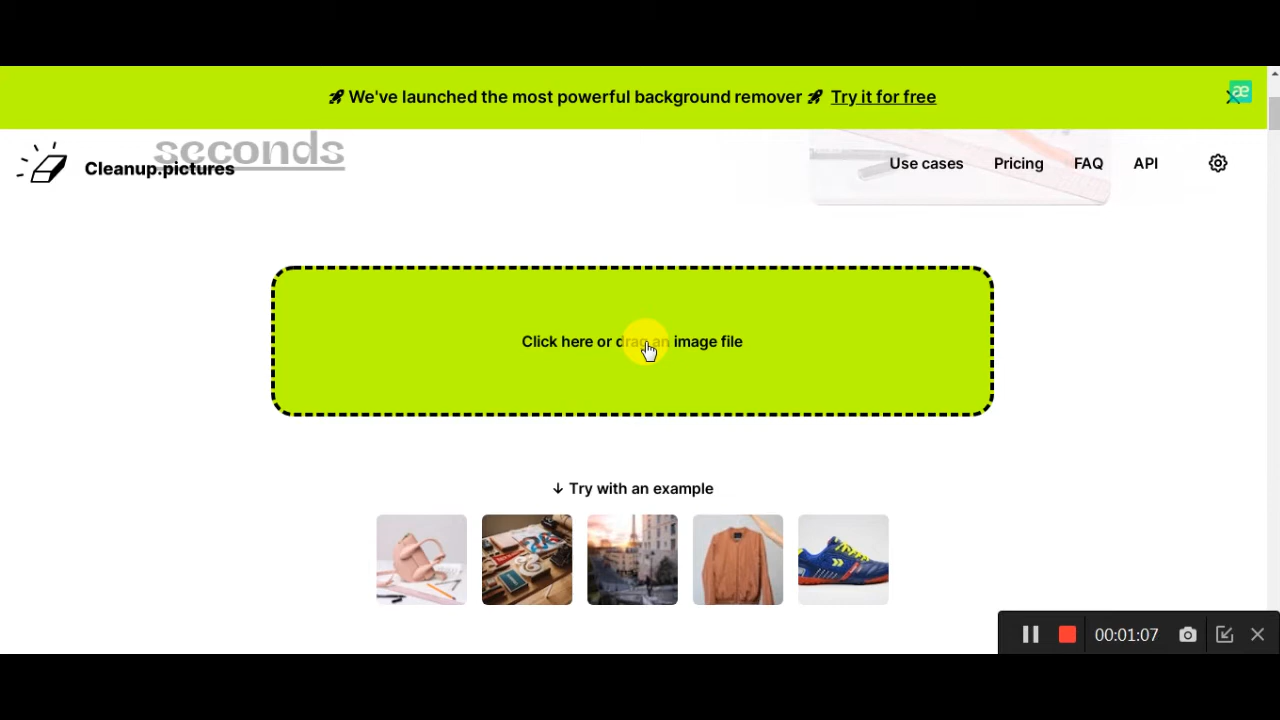 🚀 We've launched the most powerful background remover 🚀 Try it for free
æ
seconds
Cleanup.pictures
Use cases Pricing FAQ API
Click here or drag an image file
↓ Try with an example
00:01:07